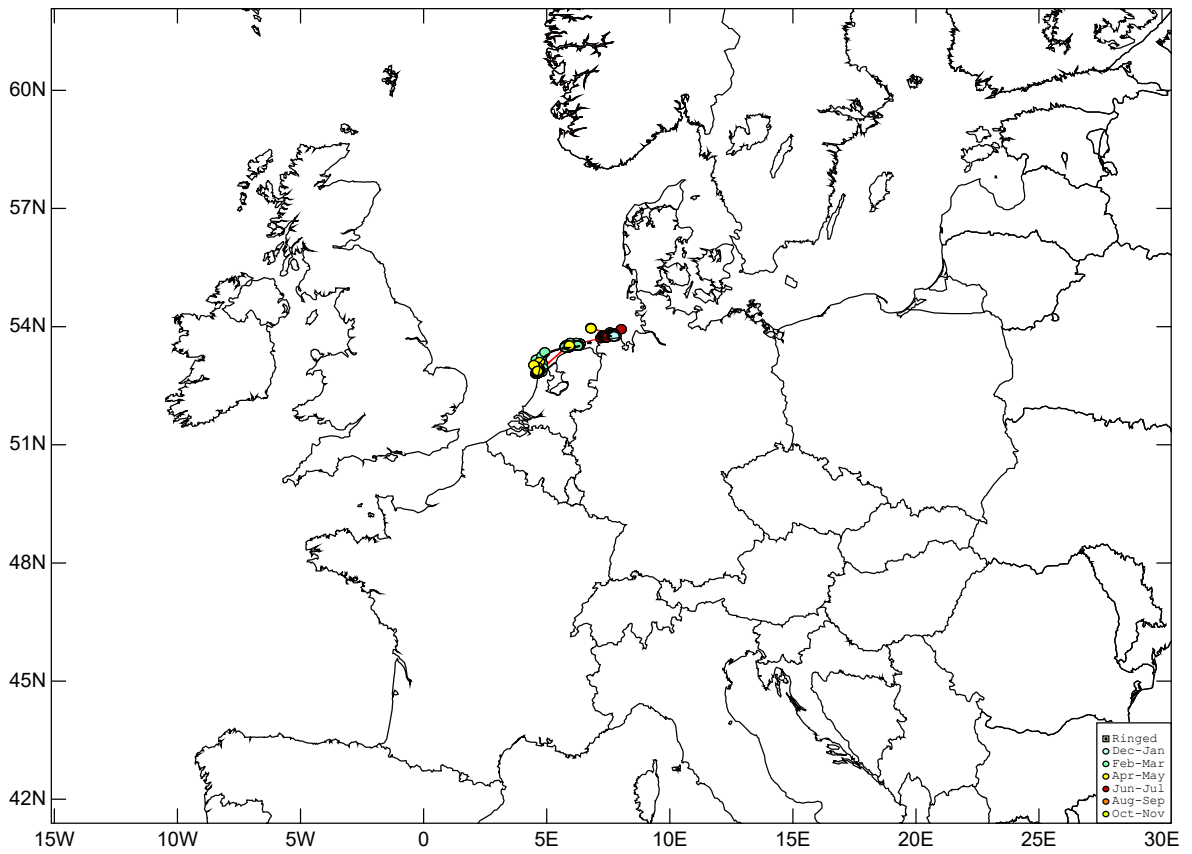 60N
57N
54N
51N
48N
45N
42N
Ringed
Dec-Jan
Feb-Mar
Apr-May
Jun-Jul
Aug-Sep
Oct-Nov
15W 10W 5W 0 5E 10E 15E 20E 25E 30E